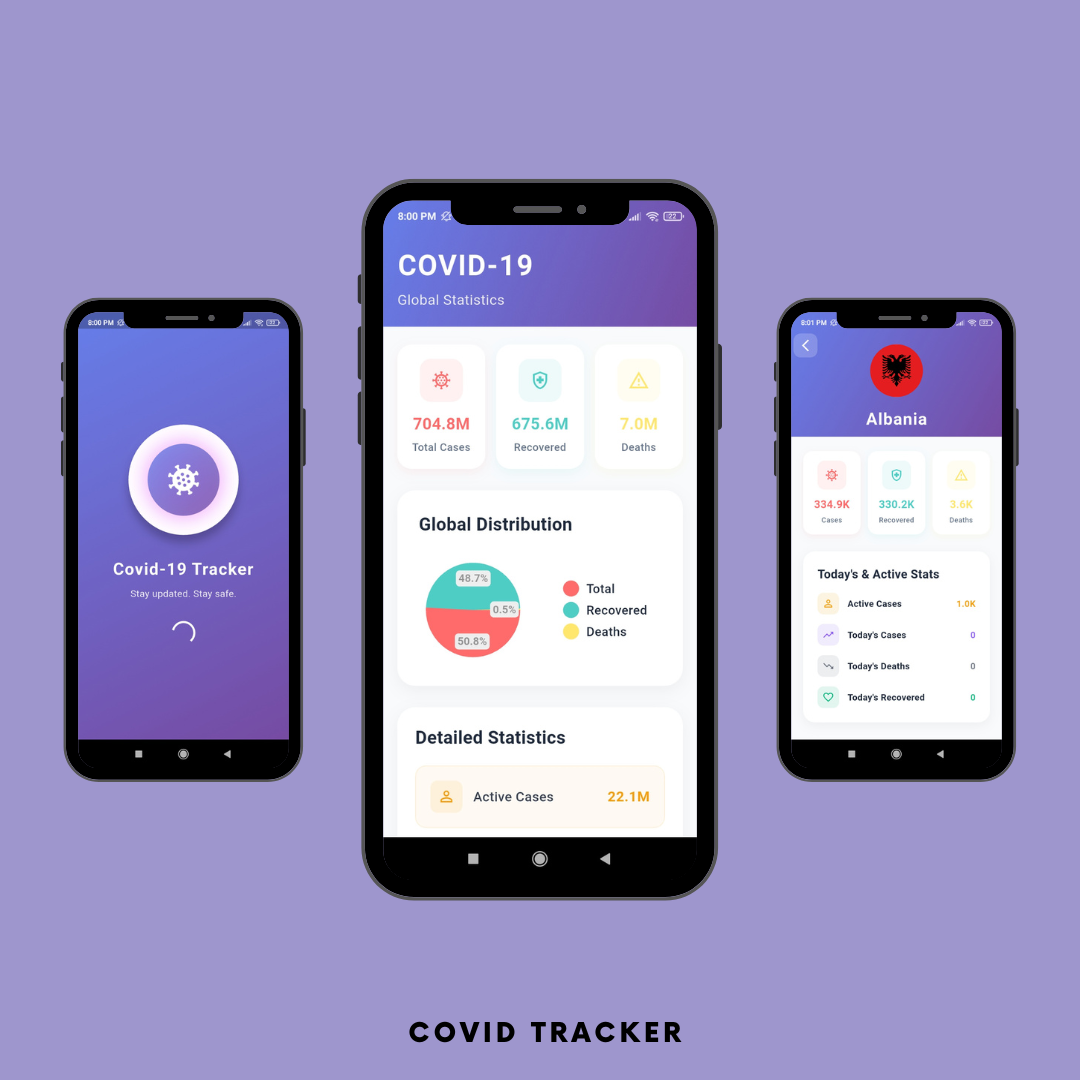 8:00 PM
Covid-19 Tracker
Stay updated. Stay safe.
8:00 PM
22
COVID-19
Global Statistics
704.8M
Total Cases
675.6M
Recovered
7.0M
Deaths
Global Distribution
48.7%
0.5%
50.8%
Total
Recovered
Deaths
Detailed Statistics
Active Cases 22.1M
8:01 PM
Albania
334.9K
Cases
330.2K
Recovered
3.6K
Deaths
Today's & Active Stats
Active Cases 1.0K
Today's Cases 0
Today's Deaths 0
Today's Recovered 0
COVID TRACKER